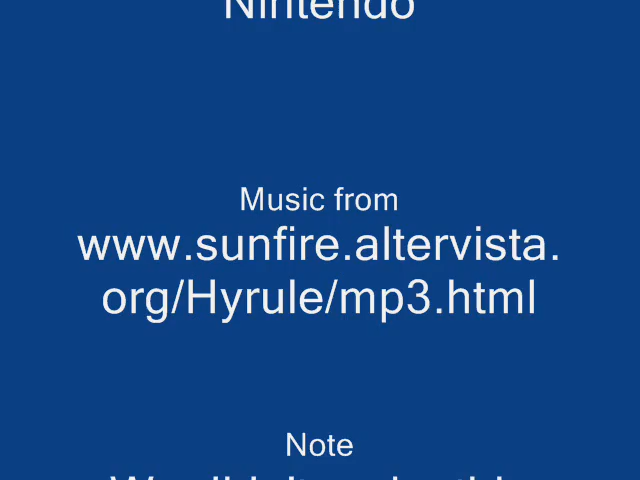 Nintendo
Music from
www.sunfire.altervista.
org/Hyrule/mp3.html
Note